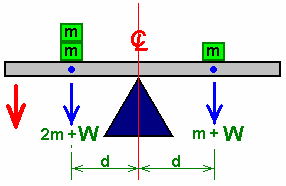 m
m ℄ m
2m + W m + W
d d